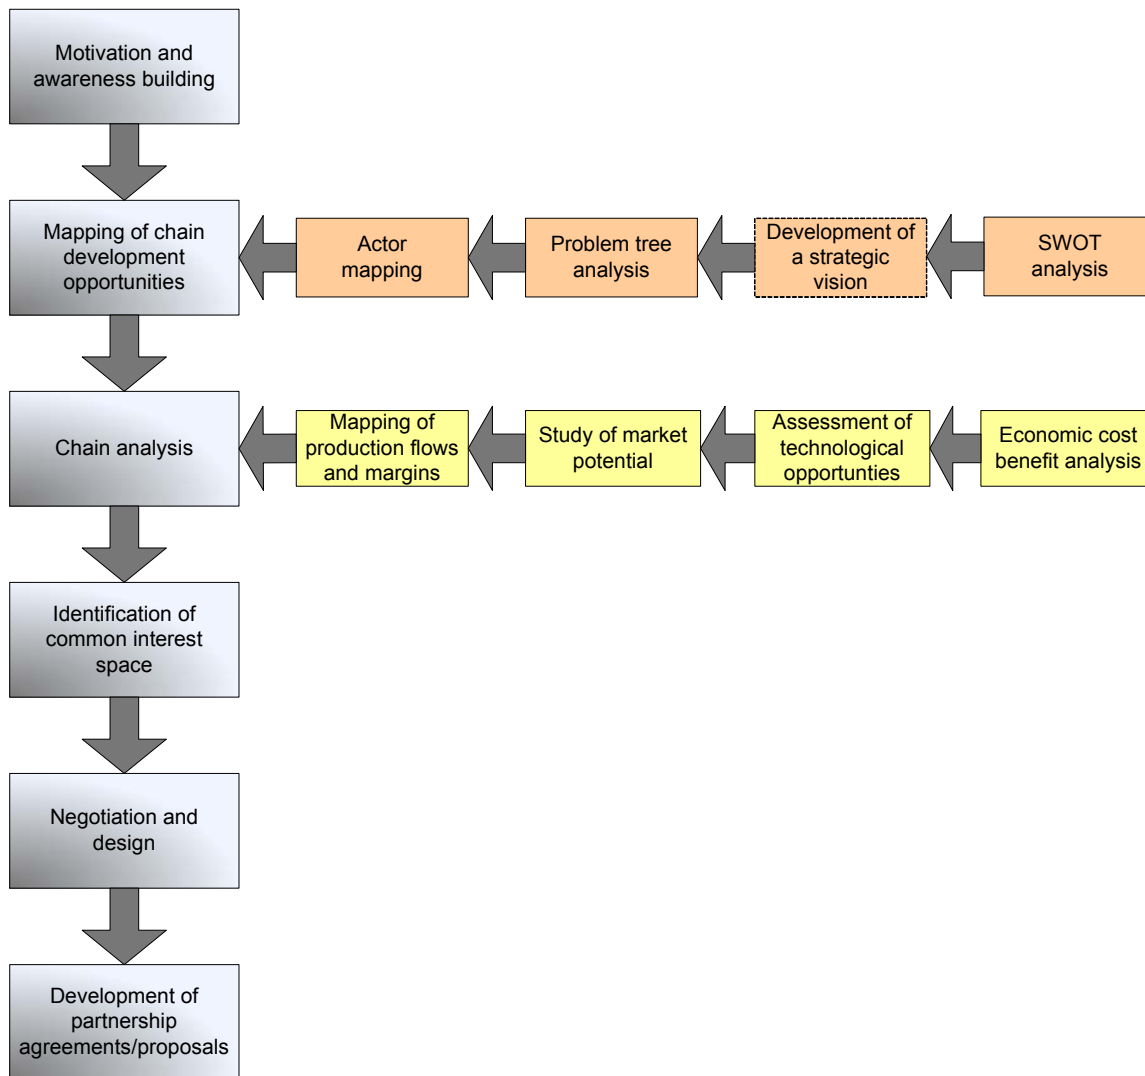 Motivation and
awareness building
Mapping of chain
development
opportunities
Actor
mapping
Problem tree
analysis
Development of
a strategic
vision
SWOT
analysis
Chain analysis
Mapping of
production flows
and margins
Study of market
potential
Assessment of
technological
opportunties
Economic cost
benefit analysis
Identification of
common interest
space
Negotiation and
design
Development of
partnership
agreements/proposals